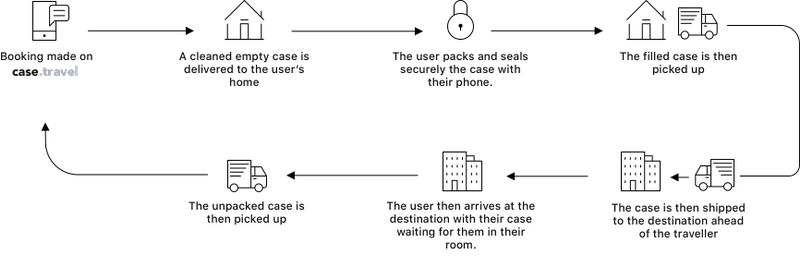 Booking made on
case.travel
A cleaned empty case is
delivered to the user's
home
The user packs and seals
securely the case with
their phone.
The filled case is then
picked up
The case is then shipped
to the destination ahead
of the traveller
The user then arrives at the
destination with their case
waiting for them in their
room.
The unpacked case is
then picked up